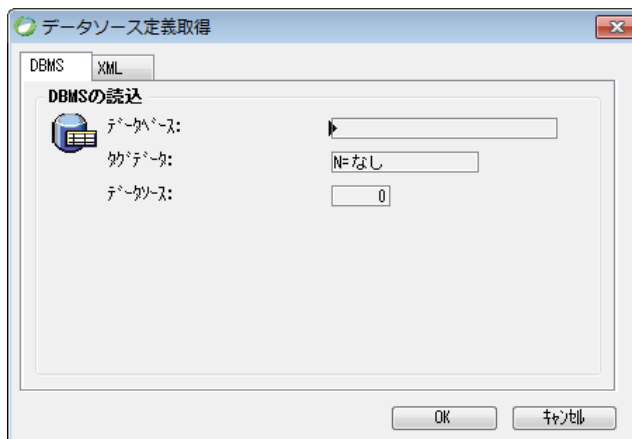 データソース定義取得
DBMS
XML
DBMSの読込
ﾃﾞｰﾀﾍﾞｰｽ:
ﾀｸﾞﾃﾞｰﾀ:
N=なし
ﾃﾞｰﾀｿｰｽ:
0
OK
ｷｬﾝｾﾙ